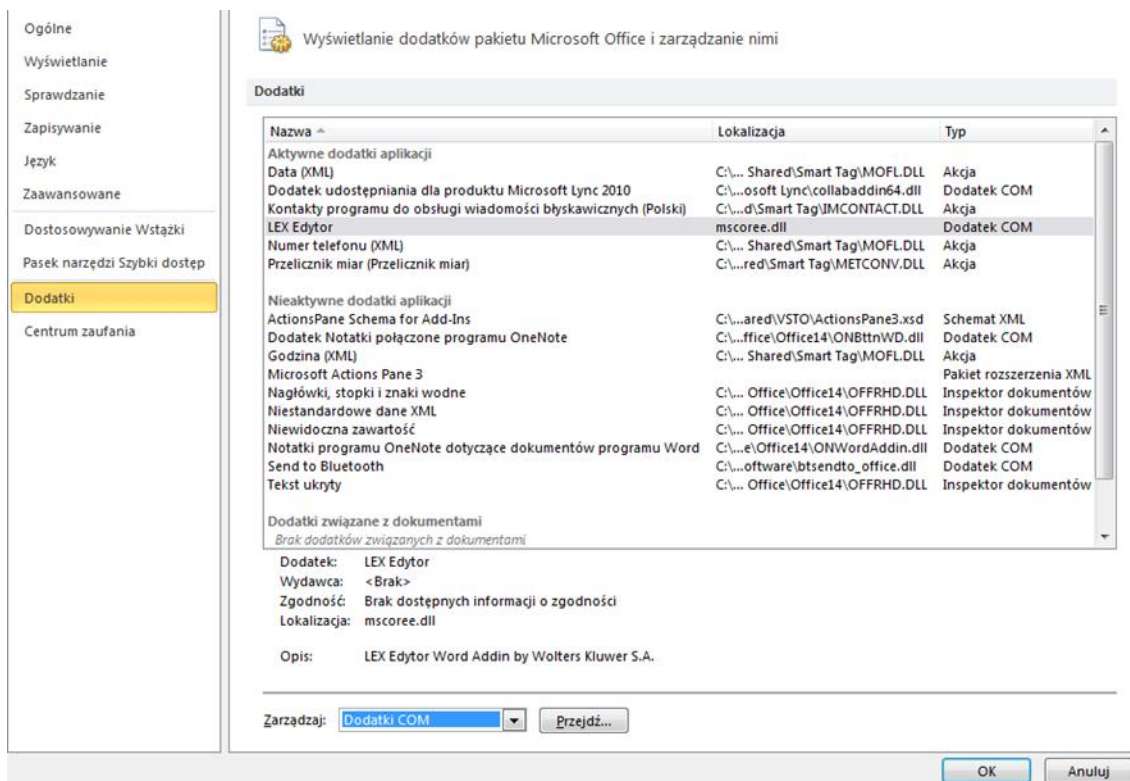 Ogólne
Wyświetlanie
Sprawdzanie
Zapisywanie
Język
Zaawansowane
Dostosowywanie Wstążki
Pasek narzędzi Szybki dostęp
Dodatki
Centrum zaufania
Wyświetlanie dodatków pakietu Microsoft Office i zarządzanie nimi
Dodatki
Nazwa Lokalizacja Typ
Aktywne dodatki aplikacji
Data (XML) C:\... Shared\Smart Tag\MOFL.DLL Akcja
Dodatek udostępniania dla produktu Microsoft Lync 2010 C:\...osoft Lync\collabaddin64.dll Dodatek COM
Kontakty programu do obsługi wiadomości błyskawicznych (Polski) C:\...d\Smart Tag\IMCONTACT.DLL Akcja
LEX Edytor mscoree.dll Dodatek COM
Numer telefonu (XML) C:\... Shared\Smart Tag\MOFL.DLL Akcja
Przelicznik miar (Przelicznik miar) C:\...red\Smart Tag\METCONV.DLL Akcja
Nieaktywne dodatki aplikacji
ActionsPane Schema for Add-Ins C:\...ared\VSTO\ActionsPane3.xsd Schemat XML
Dodatek Notatki połączone programu OneNote C:\...ffice\Office14\ONBttnWD.dll Dodatek COM
Godzina (XML) C:\... Shared\Smart Tag\MOFL.DLL Akcja
Microsoft Actions Pane 3 Pakiet rozszerzenia XML
Nagłówki, stopki i znaki wodne C:\... Office\Office14\OFFRHD.DLL Inspektor dokumentów
Niestandardowe dane XML C:\... Office\Office14\OFFRHD.DLL Inspektor dokumentów
Niewidoczna zawartość C:\... Office\Office14\OFFRHD.DLL Inspektor dokumentów
Notatki programu OneNote dotyczące dokumentów programu Word C:\...e\Office14\ONWordAddin.dll Dodatek COM
Send to Bluetooth C:\...oftware\btsendto_office.dll Dodatek COM
Tekst ukryty C:\... Office\Office14\OFFRHD.DLL Inspektor dokumentów
Dodatki związane z dokumentami
Brak dodatków związanych z dokumentami
Dodatek: LEX Edytor
Wydawca: <Brak>
Zgodność: Brak dostępnych informacji o zgodności
Lokalizacja: mscoree.dll
Opis: LEX Edytor Word Addin by Wolters Kluwer S.A.
Zarządzaj: Dodatki COM Przejdź...
OK Anuluj